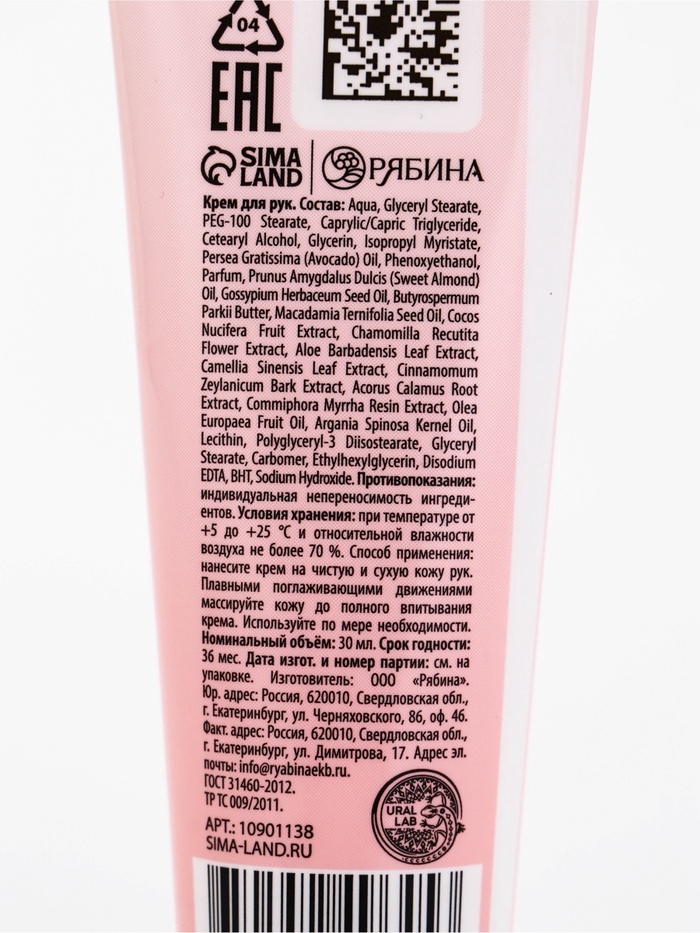 04
EAC
SIMA
LAND
РЯБИНА
Крем для рук. Состав: Aqua, Glyceryl Stearate,
PEG-100 Stearate, Caprylic/Capric Triglyceride,
Cetearyl Alcohol, Glycerin, Isopropyl Myristate,
Persea Gratissima (Avocado) Oil, Phenoxyethanol,
Parfum, Prunus Amygdalus Dulcis (Sweet Almond)
Oil, Gossypium Herbaceum Seed Oil, Butyrospermum
Parkii Butter, Macadamia Ternifolia Seed Oil, Cocos
Nucifera Fruit Extract, Chamomilla Recutita
Flower Extract, Aloe Barbadensis Leaf Extract,
Camellia Sinensis Leaf Extract, Cinnamomum
Zeylanicum Bark Extract, Acorus Calamus Root
Extract, Commiphora Myrrha Resin Extract, Olea
Europaea Fruit Oil, Argania Spinosa Kernel Oil,
Lecithin, Polyglyceryl-3 Diisostearate, Glyceryl
Stearate, Carbomer, Ethylhexylglycerin, Disodium
EDTA, BHT, Sodium Hydroxide. Противопоказания:
индивидуальная непереносимость ингреди-
ентов. Условия хранения: при температуре от
+5 до +25 °С и относительной влажности
воздуха не более 70 %. Способ применения:
нанесите крем на чистую и сухую кожу рук.
Плавными поглаживающими движениями
массируйте кожу до полного впитывания
крема. Используйте по мере необходимости.
Номинальный объём: 30 мл. Срок годности:
36 мес. Дата изгот. и номер партии: см. на
упаковке. Изготовитель: ООО «Рябина».
Юр. адрес: Россия, 620010, Свердловская обл.,
г. Екатеринбург, ул. Черняховского, 86, оф. 46.
Факт. адрес: Россия, 620010, Свердловская обл.,
г. Екатеринбург, ул. Димитрова, 17. Адрес эл.
почты: info@ryabinaekb.ru.
ГОСТ 31460-2012.
ТР ТС 009/2011.
URAL
LAB
АРТ.: 10901138
SIMA-LAND.RU